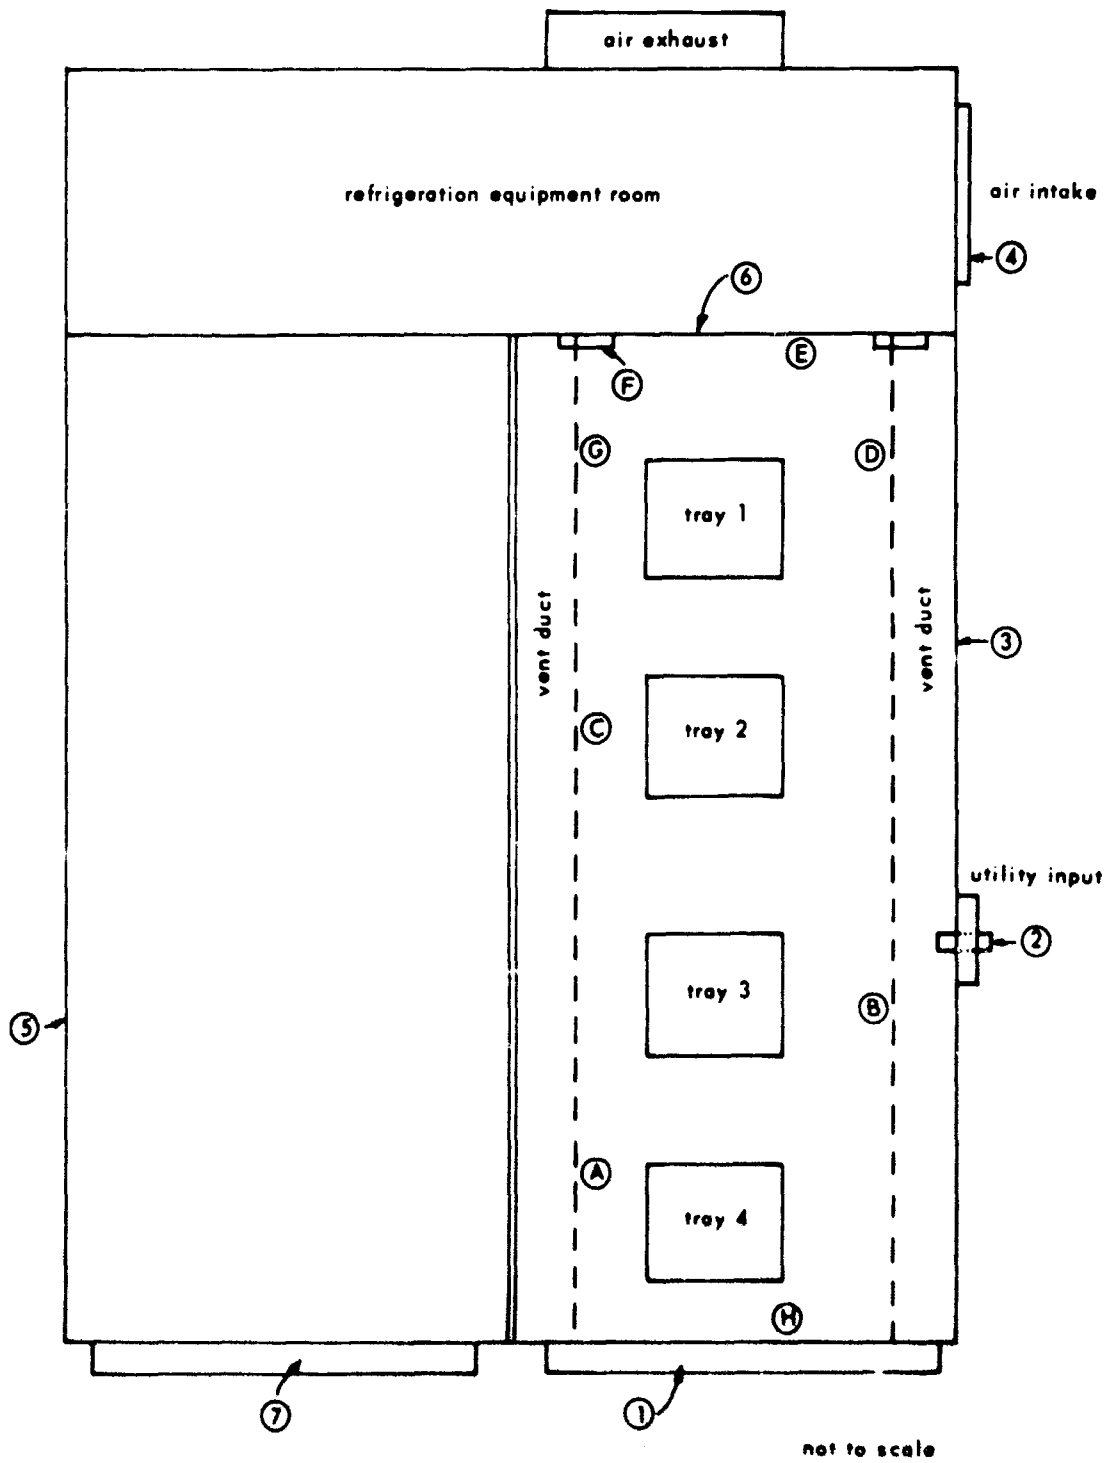 air exhaust
refrigeration equipment room
air intake
4
6
E
F
G
D
tray 1
vent duct
vent duct
3
C
tray 2
utility input
2
tray 3
B
5
A
tray 4
H
7
1
not to scale